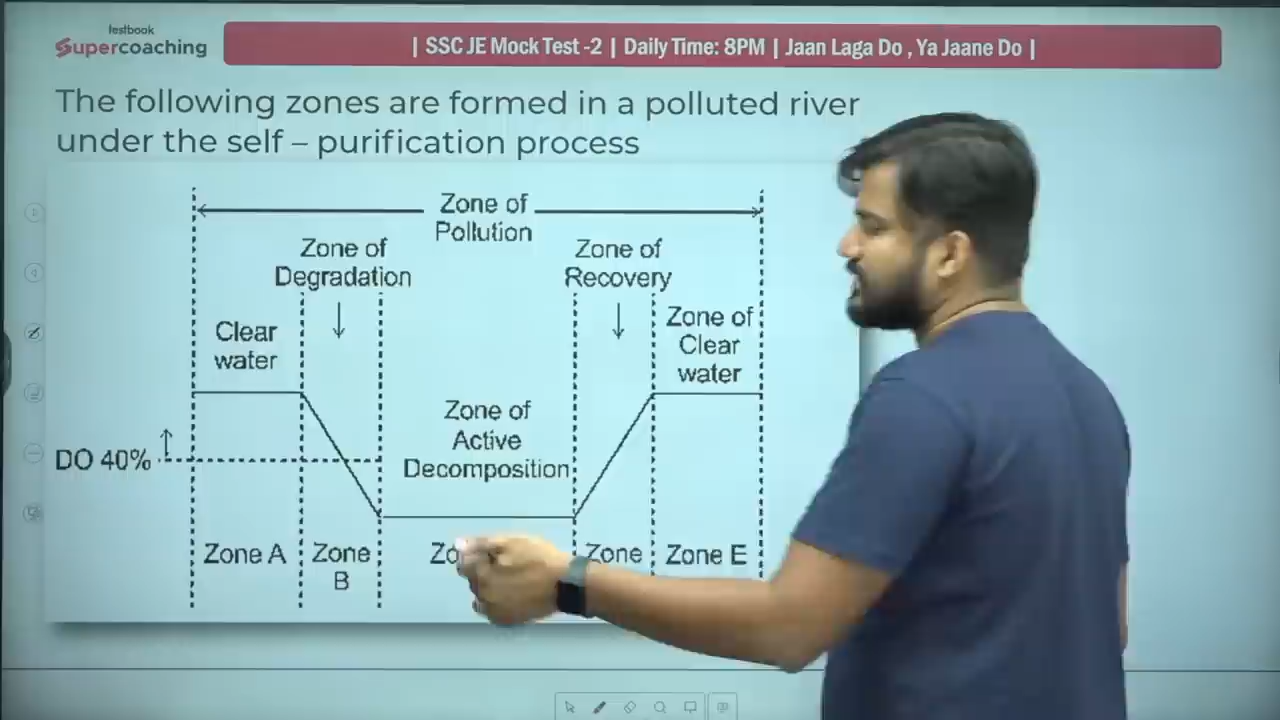 testbook
Supercoaching
| SSC JE Mock Test -2 | Daily Time: 8PM | Jaan Laga Do , Ya Jaane Do |
The following zones are formed in a polluted river
under the self – purification process
Zone of
Pollution
Zone of
Degradation
Zone of
Recovery
Clear
water
Zone of
Clear
water
Zone of
Active
Decomposition
DO 40%
Zone A
Zone
B
Zone
Zone E